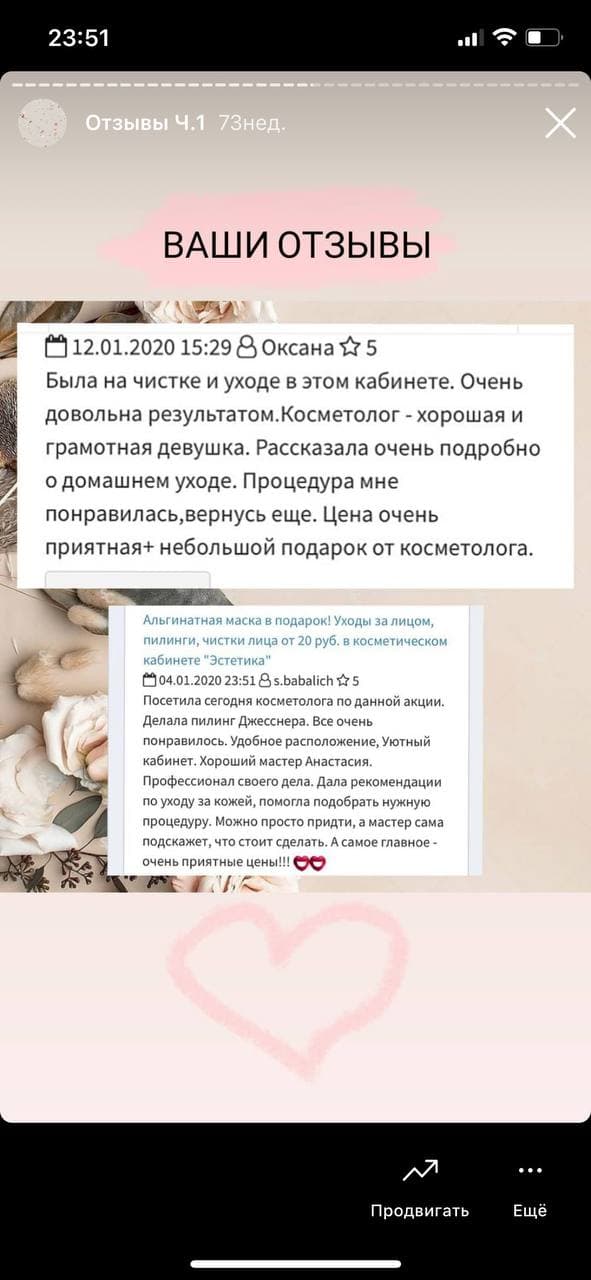 23:51
Отзывы Ч.1 73нед.
ВАШИ ОТЗЫВЫ
12.01.2020 15:29 Оксана 5
Была на чистке и уходе в этом кабинете. Очень
довольна результатом.Косметолог - хорошая и
грамотная девушка. Рассказала очень подробно
о домашнем уходе. Процедура мне
понравилась,вернусь еще. Цена очень
приятная+ небольшой подарок от косметолога.
Альгинатная маска в подарок! Уходы за лицом,
пилинги, чистки лица от 20 руб. в косметическом
кабинете "Эстетика"
04.01.2020 23:51 s.babalich 5
Посетила сегодня косметолога по данной акции.
Делала пилинг Джесснера. Все очень
понравилось. Удобное расположение, Уютный
кабинет. Хороший мастер Анастасия.
Профессионал своего дела. Дала рекомендации
по уходу за кожей, помогла подобрать нужную
процедуру. Можно просто придти, а мастер сама
подскажет, что стоит сделать. А самое главное -
очень приятные цены!!!
Продвигать
Ещё